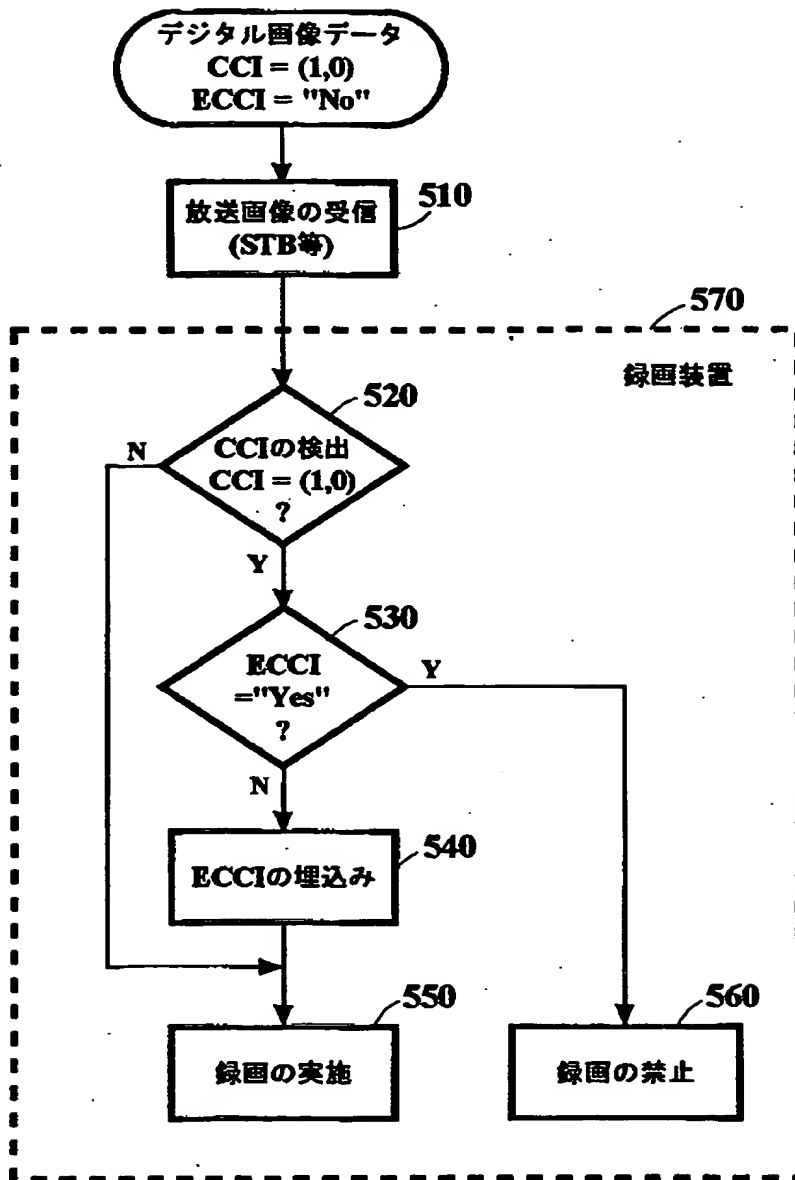 デジタル画像データ
CCI = (1,0)
ECCI = "No"
放送画像の受信
(STB等)
510
570
録画装置
520
CCIの検出
CCI = (1,0)
?
N
Y
530
ECCI
="Yes"
?
Y
N
540
ECCIの埋込み
550
録画の実施
560
録画の禁止